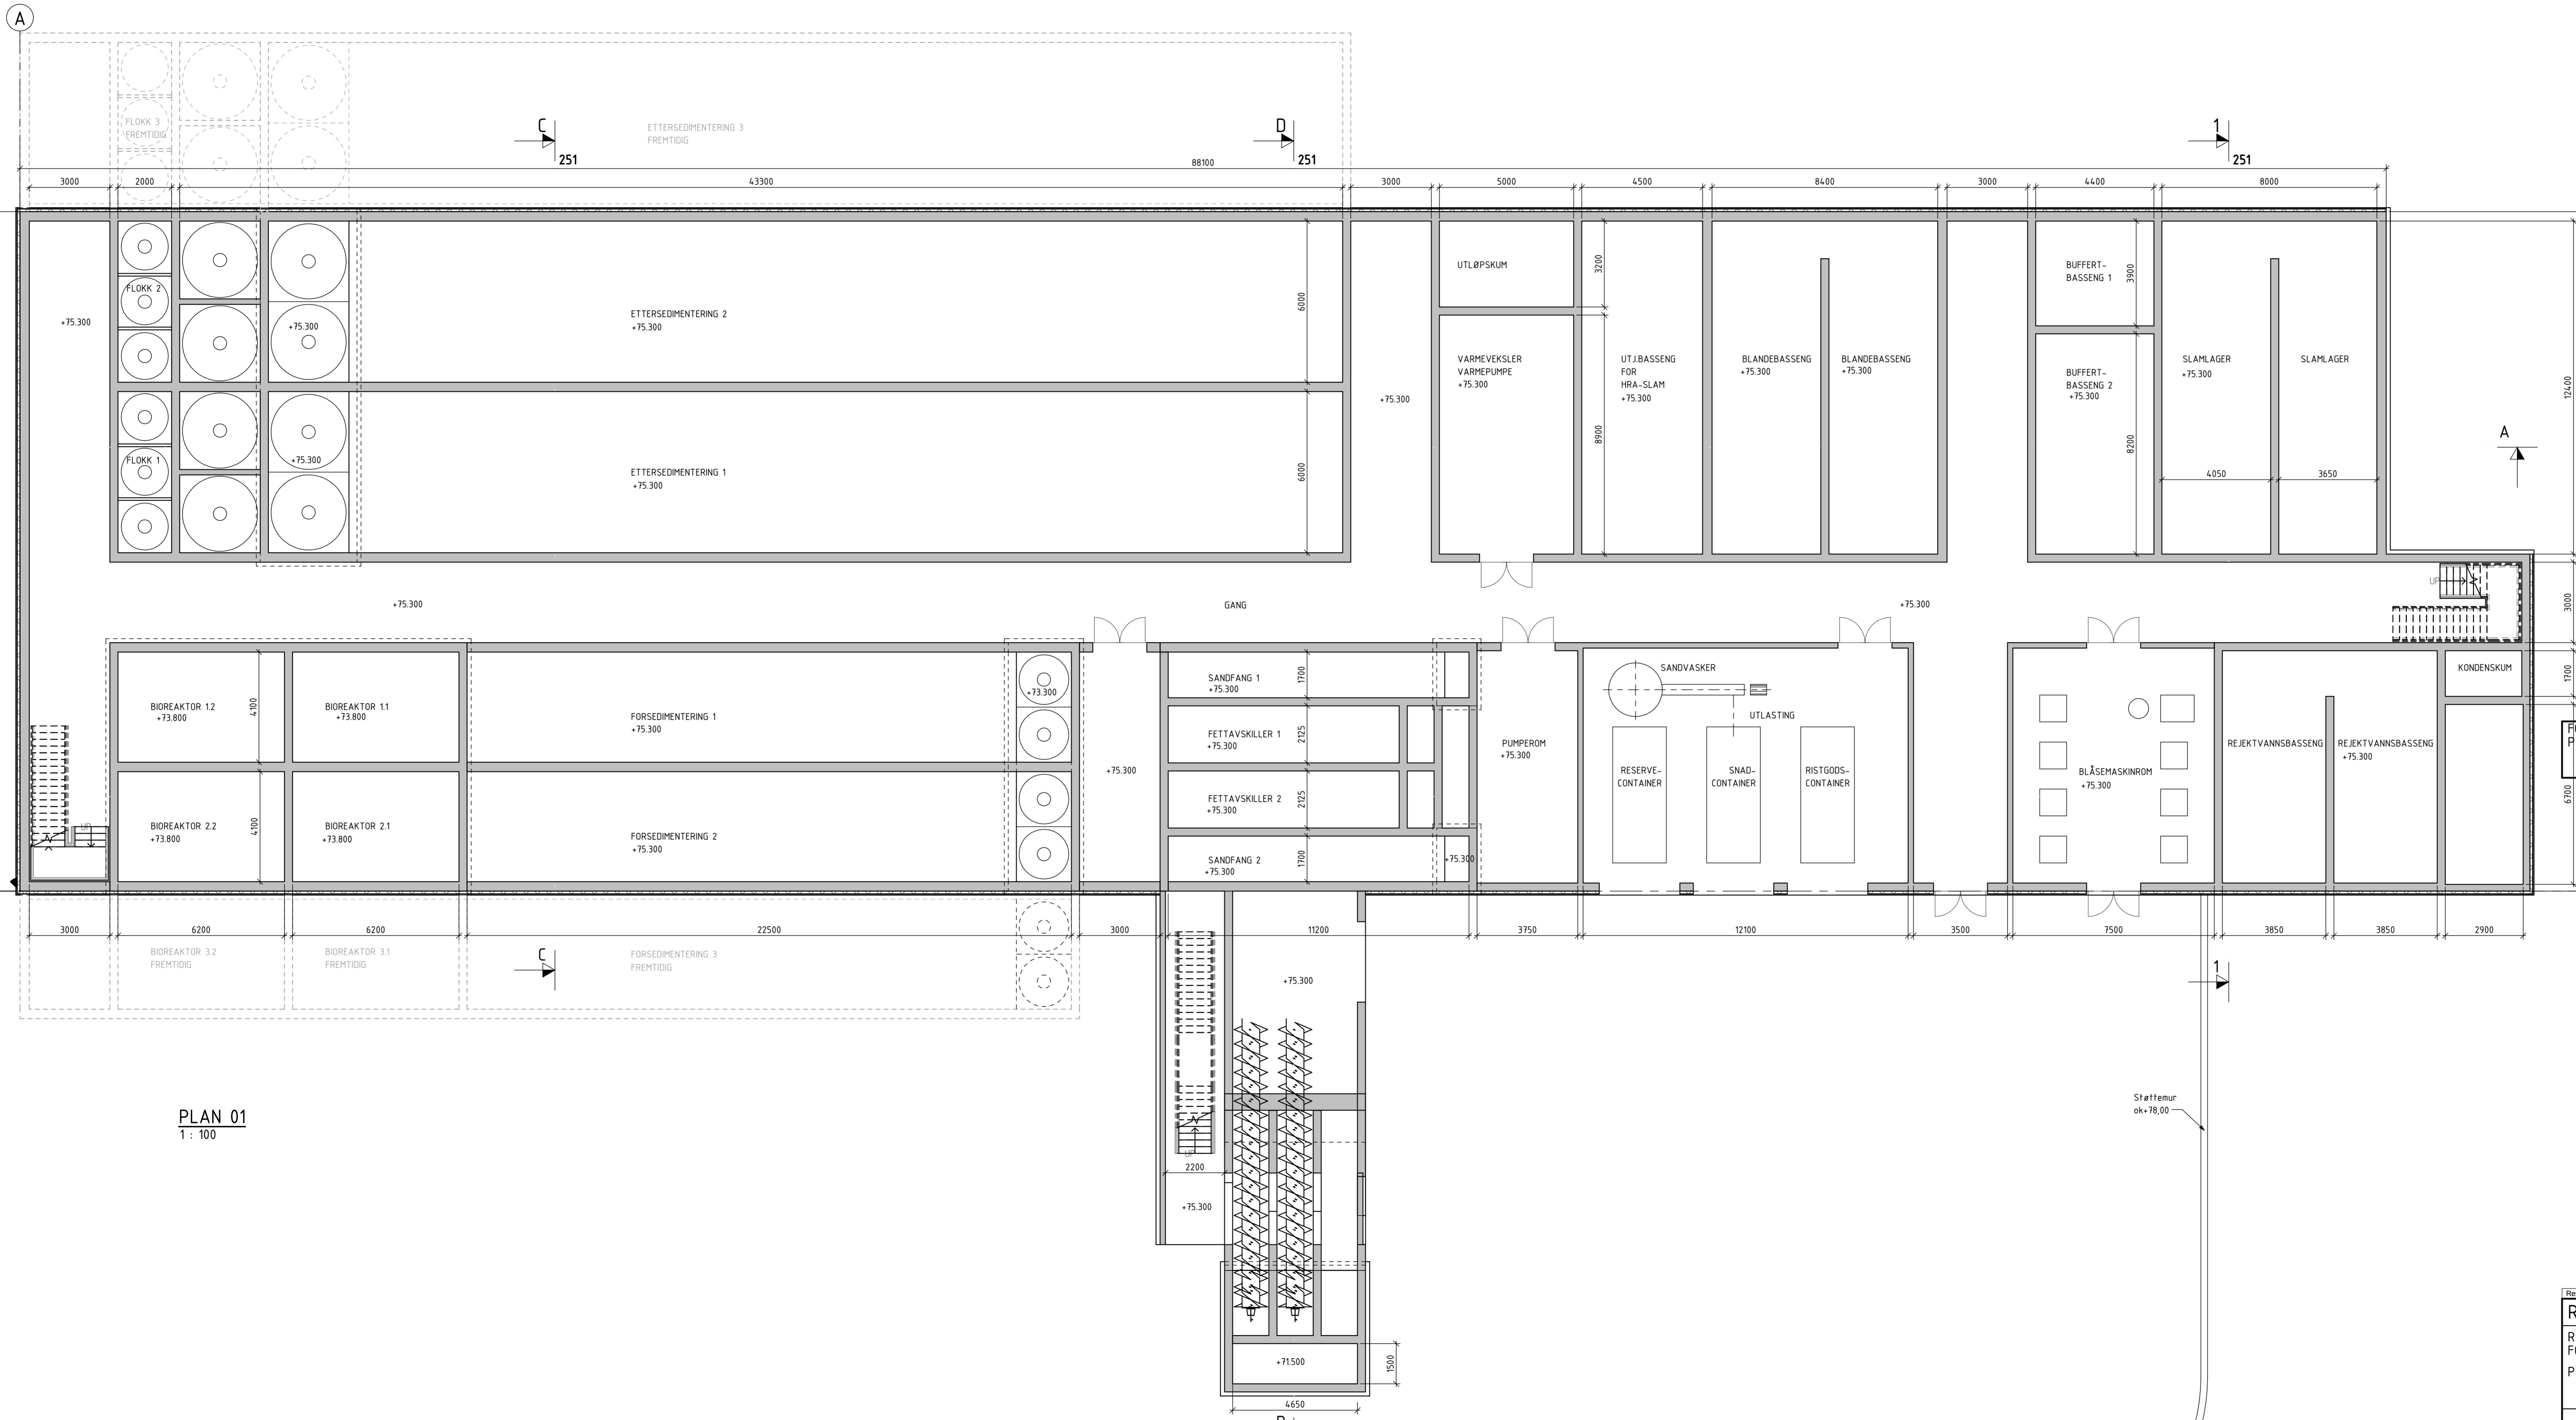 A
FLOKK 3
FREMTIDIG
ETTERSEDIMENTERING 3
FREMTIDIG
C
251
D
251
1
251
88100
3000
2000
43300
3000
5000
4500
8400
3000
4400
8000
FLOKK 2
+75.300
+75.300
ETTERSEDIMENTERING 2
+75.300
6000
UTLØPSKUM
3200
BUFFERT-
BASSENG 1
3900
VARMEVEKSLER
VARMEPUMPE
+75.300
UTJ.BASSENG
FOR
HRA-SLAM
+75.300
BLANDEBASSENG
+75.300
BLANDEBASSENG
+75.300
BUFFERT-
BASSENG 2
+75.300
SLAMLAGER
+75.300
SLAMLAGER
12400
+75.300
8900
8200
A
FLOKK 1
+75.300
ETTERSEDIMENTERING 1
+75.300
6000
4050
3650
+75.300
GANG
+75.300
UP
3000
BIOREAKTOR 1.2
+73.800
4100
BIOREAKTOR 1.1
+73.800
FORSEDIMENTERING 1
+75.300
+73.300
SANDFANG 1
+75.300
1700
SANDVASKER
KONDENSKUM
1700
UTLASTING
FETTAVSKILLER 1
+75.300
2125
PUMPEROM
+75.300
REJEKTVANNSBASSENG
REJEKTVANNSBASSENG
+75.300
+75.300
RESERVE-
CONTAINER
SNAD-
CONTAINER
RISTGODS-
CONTAINER
BLÅSEMASKINROM
+75.300
6700
BIOREAKTOR 2.2
+73.800
4100
BIOREAKTOR 2.1
+73.800
FORSEDIMENTERING 2
+75.300
FETTAVSKILLER 2
+75.300
2125
UP
SANDFANG 2
+75.300
1700
+75.300
3000
6200
6200
22500
3000
11200
3750
12100
3500
7500
3850
3850
2900
BIOREAKTOR 3.2
FREMTIDIG
BIOREAKTOR 3.1
FREMTIDIG
C
FORSEDIMENTERING 3
FREMTIDIG
1
+75.300
PLAN 01
1 : 100
Støttemur
ok+78,00
UP
2200
+75.300
+71.500
1500
4650